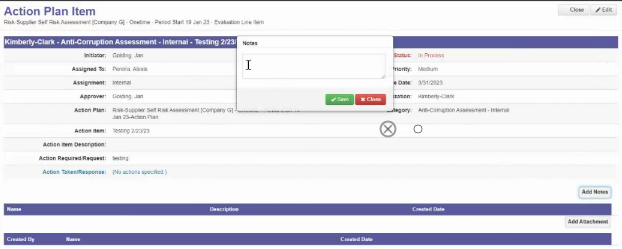 Action Plan Item
Close Edit
Risk-Supplier Self Risk Assessment [Company G] - Onetime - Period Start 19 Jan 23 - Evaluation Line Item
Kimberly-Clark - Anti-Corruption Assessment - Internal - Testing 2/23/
Notes
Initiator: Golding, Jan
Status: In Process
Assigned To: Pereira, Alexis
Priority: Medium
Assignment: Internal
e Date: 3/31/2023
Approver: Golding, Jan
zation: Kimberly-Clark
Save Close
Action Plan: Risk-Supplier Self Risk Assessment [Company G] -
Jan 23-Action Plan
tegory: Anti-Corruption Assessment - Internal
Action Item: Testing 2/23/23
Action Item Description:
Action Required/Request: testing
Action Taken/Response: (No actions specified.)
Add Notes
Name Description Created Date
Add Attachment
Created By Name Created Date